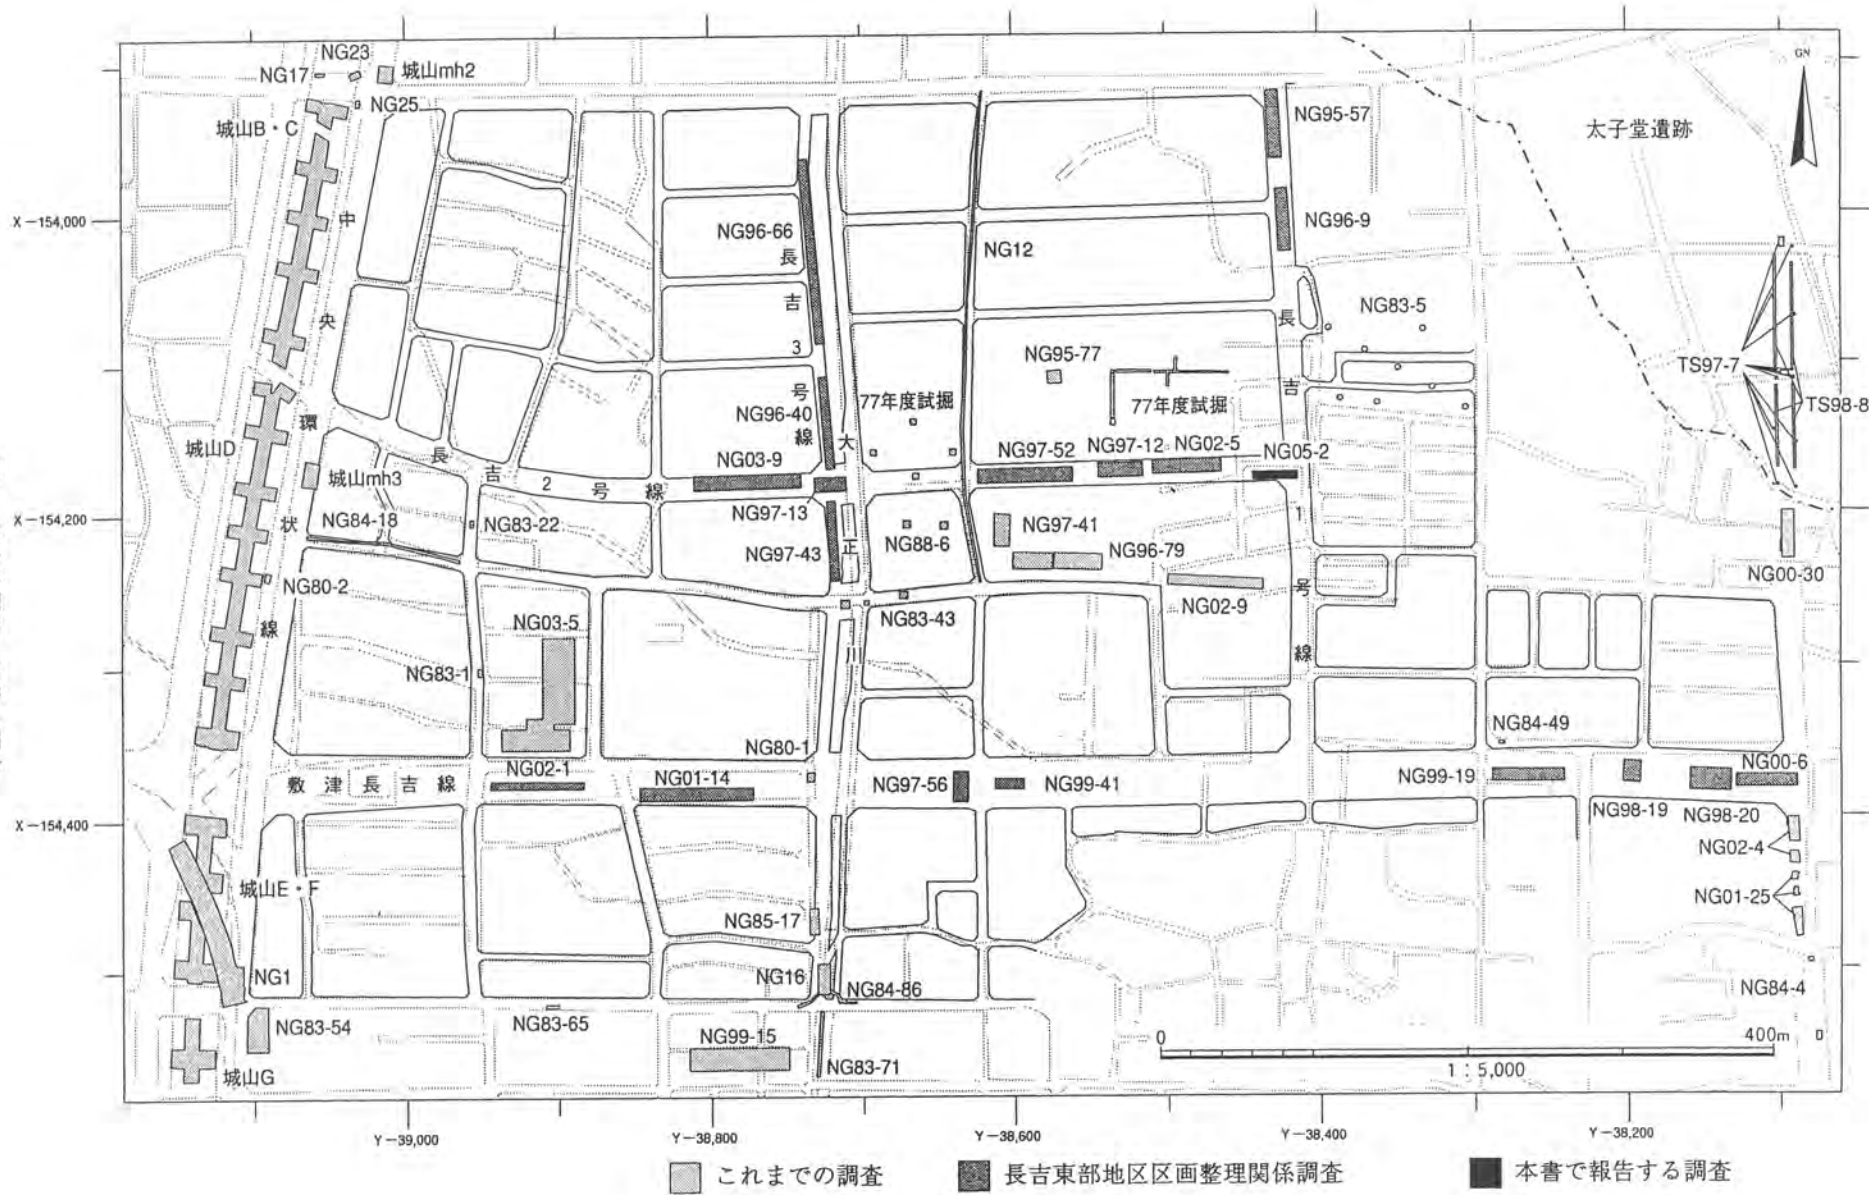 NG23
NG17
城山mh2
NG25
城山B・C
NG95-57
GN
太子堂遺跡
X-154,000
中
NG96-66
長
NG12
NG96-9
吉
長
NG83-5
央
3
NG95-77
TS97-7
77年度試掘
77年度試掘
吉
TS98-8
号
NG96-40
線
大
環
城山D
長
吉
2
号
線
NG03-9
NG97-52
NG97-12
NG02-5
NG05-2
城山mh3
X-154,200
状
NG84-18
NG83-22
NG97-13
NG97-43
正
NG88-6
NG97-41
NG96-79
1
NG80-2
NG02-9
号
NG00-30
線
NG03-5
NG83-43
川
線
NG83-1
NG84-49
NG80-1
敷津長吉線
NG02-1
NG01-14
NG97-56
NG99-41
NG99-19
NG00-6
X-154,400
NG98-19
NG98-20
NG02-4
城山E・F
NG01-25
NG85-17
NG1
NG16
NG84-86
NG84-4
NG83-54
NG83-65
NG99-15
0
400m
城山G
NG83-71
1:5,000
Y-39,000
Y-38,800
Y-38,600
Y-38,400
Y-38,200
これまでの調査
長吉東部地区区画整理関係調査
本書で報告する調査